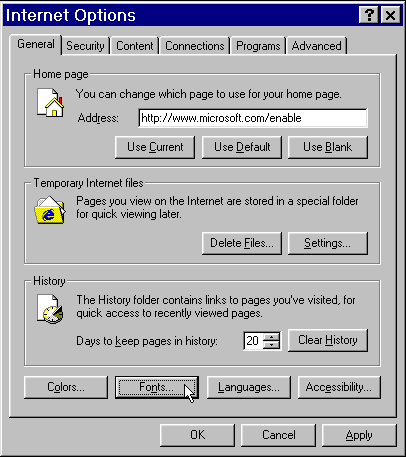 Internet Options
General Security Content Connections Programs Advanced
Home page
You can change which page to use for your home page.
Address: http://www.microsoft.com/enable
Use Current Use Default Use Blank
Temporary Internet files
Pages you view on the Internet are stored in a special folder
for quick viewing later.
Delete Files... Settings...
History
The History folder contains links to pages you've visited, for
quick access to recently viewed pages.
Days to keep pages in history: 20 Clear History
Colors... Fonts... Languages... Accessibility...
OK Cancel Apply